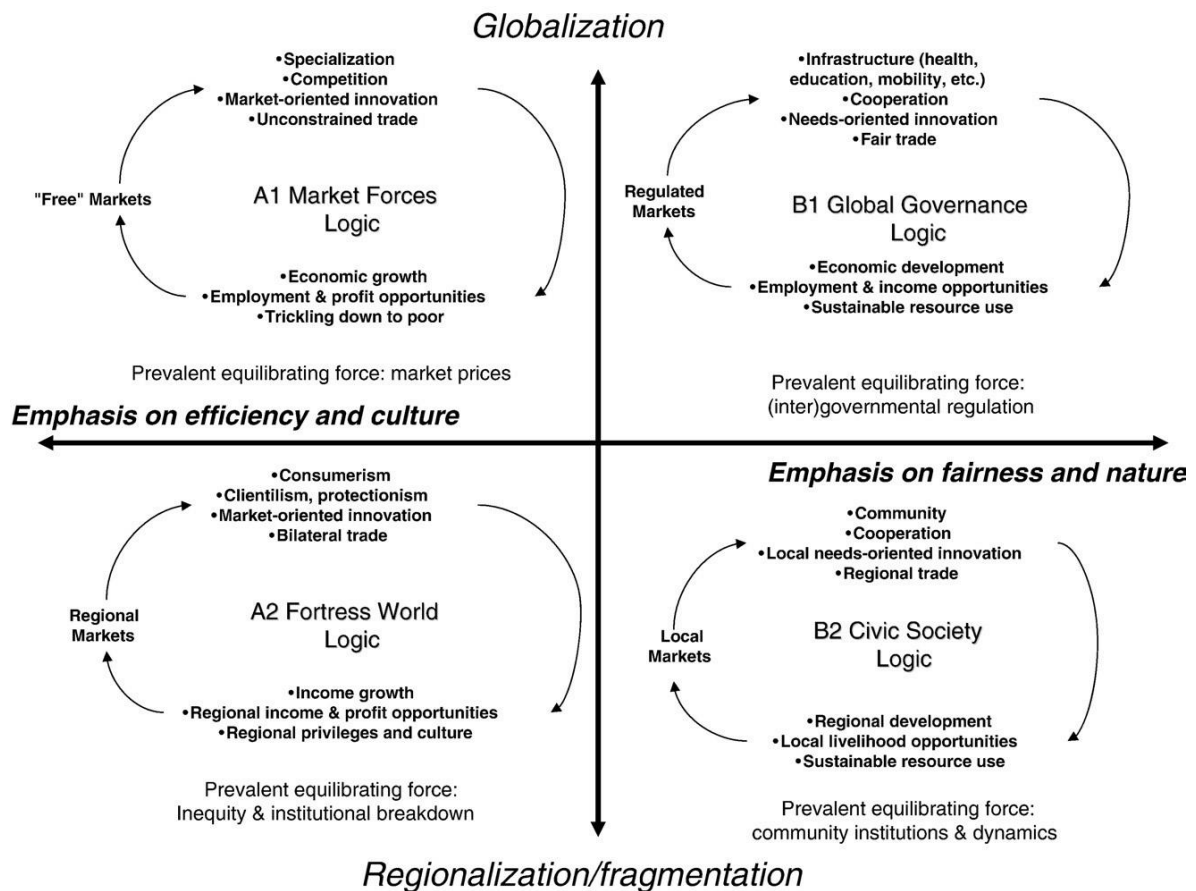 Globalization
•Specialization
•Competition
•Market-oriented innovation
•Unconstrained trade
"Free" Markets
A1 Market Forces
Logic
•Economic growth
•Employment & profit opportunities
•Trickling down to poor
Prevalent equilibrating force: market prices
•Infrastructure (health,
education, mobility, etc.)
•Cooperation
•Needs-oriented innovation
•Fair trade
Regulated
Markets
B1 Global Governance
Logic
•Economic development
•Employment & income opportunities
•Sustainable resource use
Prevalent equilibrating force:
(inter)governmental regulation
Emphasis on efficiency and culture
Emphasis on fairness and nature
•Consumerism
•Clientilism, protectionism
•Market-oriented innovation
•Bilateral trade
Regional
Markets
A2 Fortress World
Logic
•Income growth
•Regional income & profit opportunities
•Regional privileges and culture
Prevalent equilibrating force:
Inequity & institutional breakdown
•Community
•Cooperation
•Local needs-oriented innovation
•Regional trade
Local
Markets
B2 Civic Society
Logic
•Regional development
•Local livelihood opportunities
•Sustainable resource use
Prevalent equilibrating force:
community institutions & dynamics
Regionalization/fragmentation